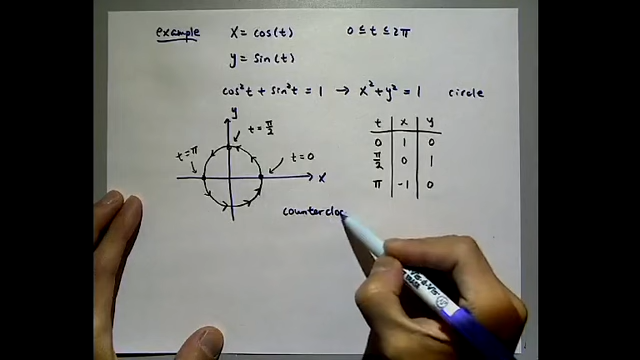 example x = cos(t) 0 ≤ t ≤ 2π
y = sin(t)
cos²t + sin²t = 1 → x² + y² = 1 circle
y
t = π/2
t = π
t = 0
x
t x y
0 1 0
π/2 0 1
π -1 0
countercloc